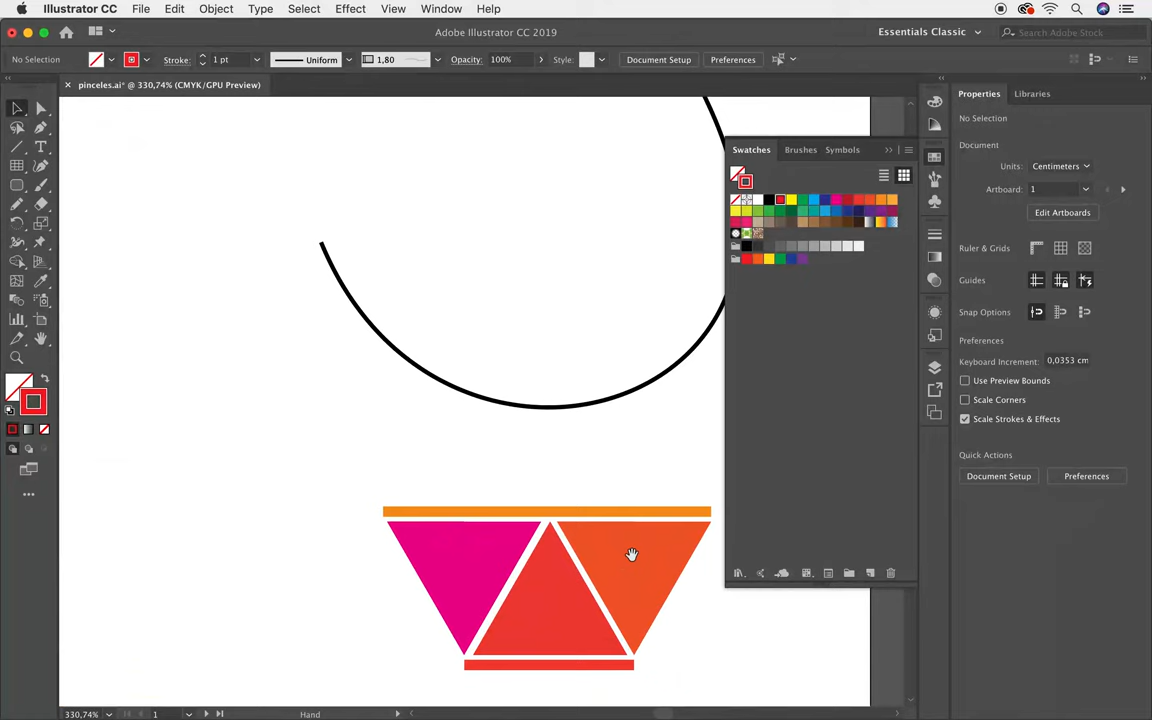 Illustrator CC File Edit Object Type Select Effect View Window Help
Adobe Illustrator CC 2019
Essentials Classic
Search Adobe Stock
No Selection
Stroke:
1 pt
Uniform
1,80
Opacity:
100%
Style:
Document Setup
Preferences
pinceles.ai* @ 330,74% (CMYK/GPU Preview)
Swatches Brushes Symbols
Properties Libraries
No Selection
Document
Units: Centimeters
Artboard: 1
Edit Artboards
Ruler & Grids
Guides
Snap Options
Preferences
Keyboard Increment: 0,0353 cm
Use Preview Bounds
Scale Corners
Scale Strokes & Effects
Quick Actions
Document Setup
Preferences
330,74%
1
Hand